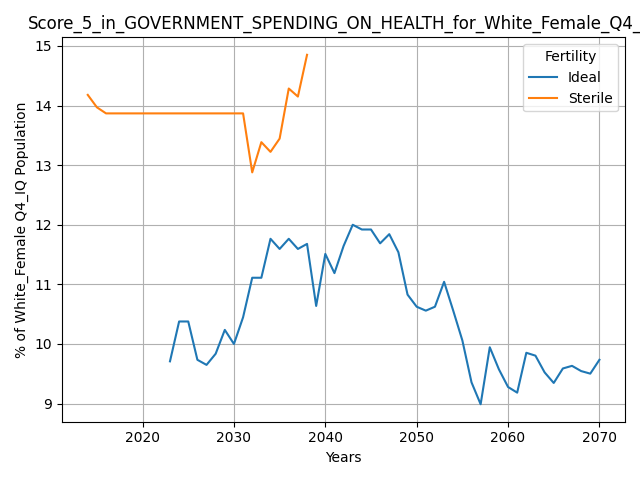 Score_5_in_GOVERNMENT_SPENDING_ON_HEALTH_for_White_Female_Q4_
Fertility
Ideal
Sterile
% of White_Female Q4_IQ Population
15
14
13
12
11
10
9
2020 2030 2040 2050 2060 2070
Years